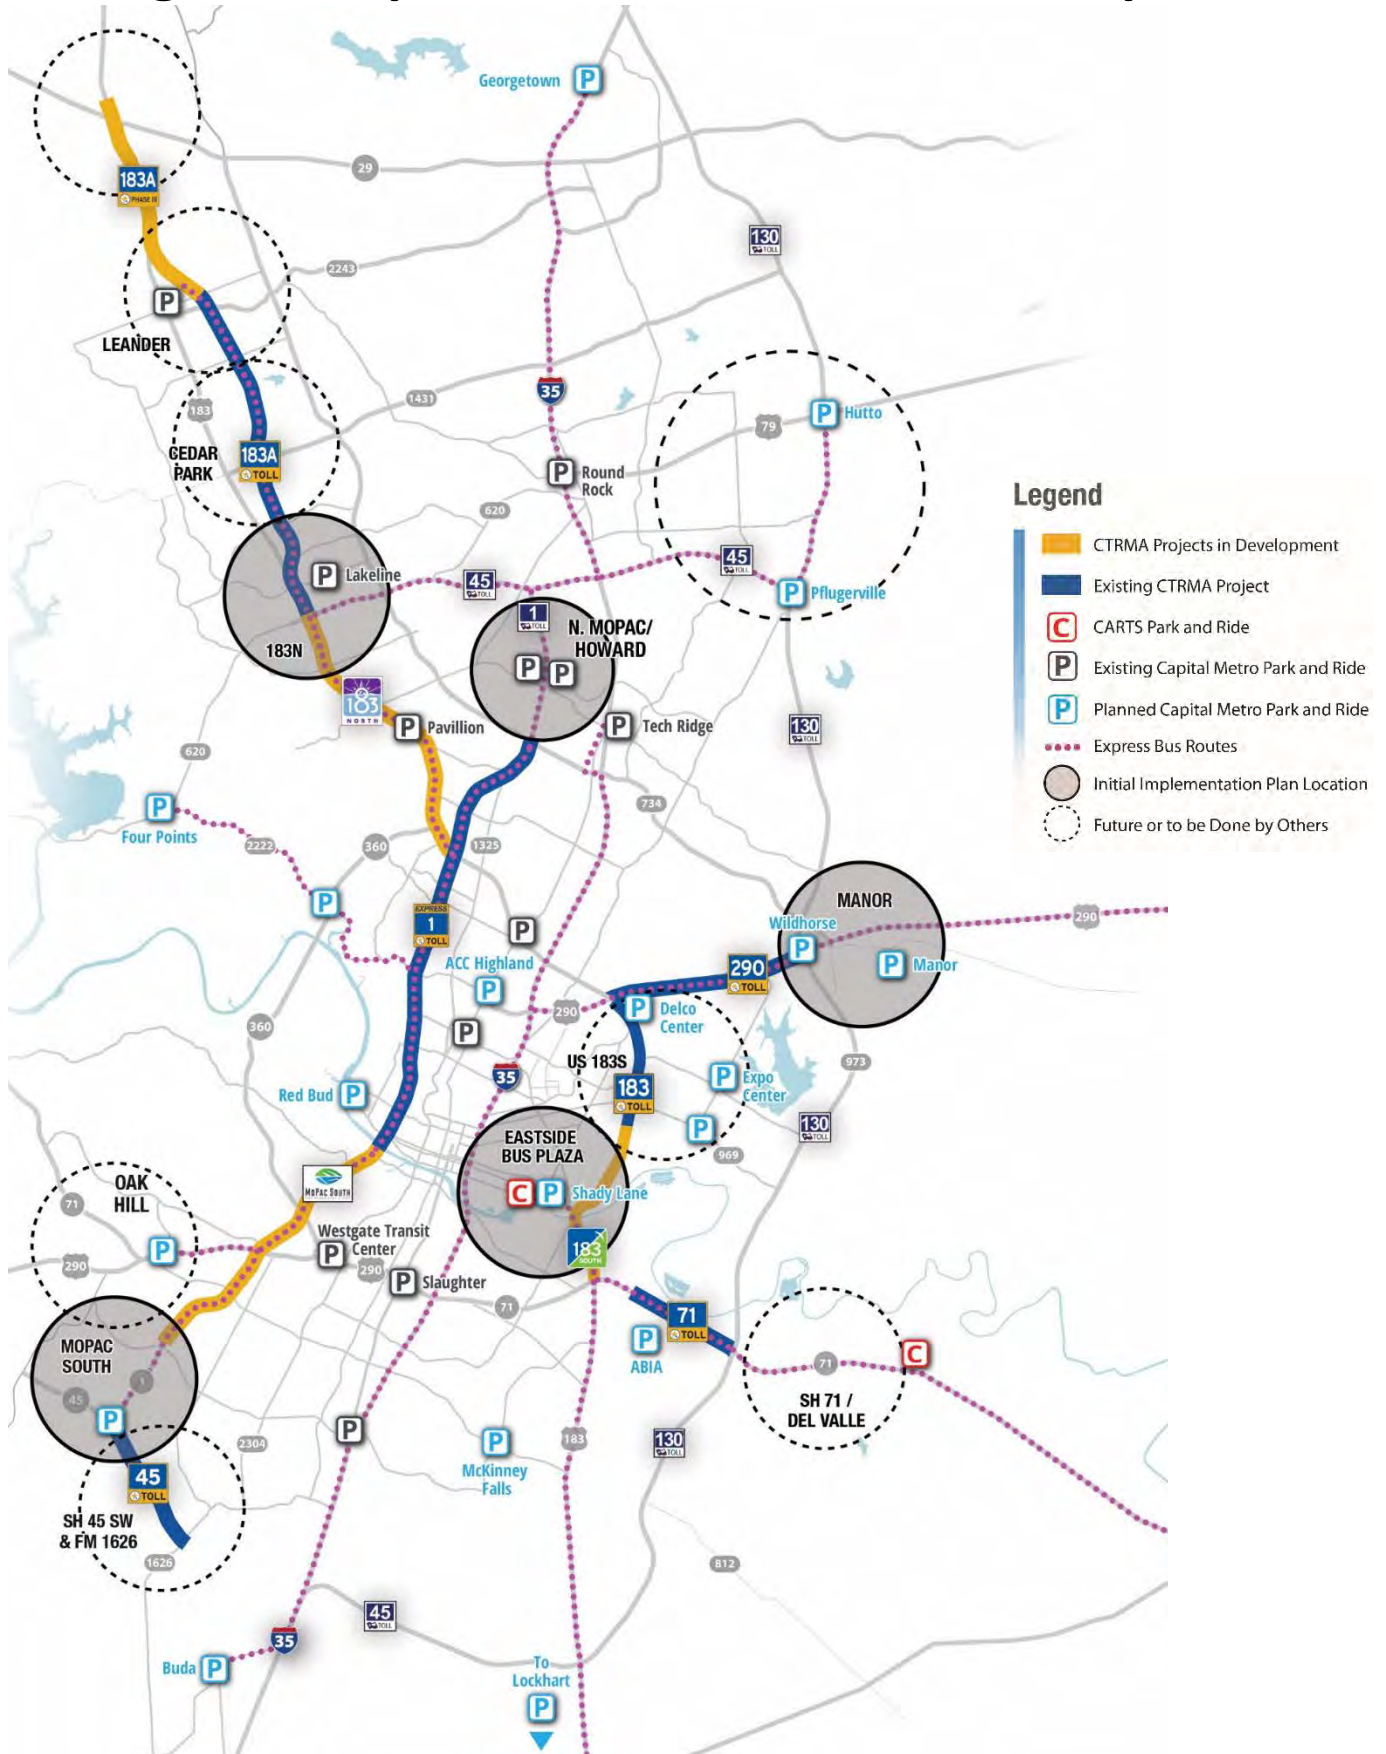 P
Georgetown
29
183A
PHASE III
130
TOLL
2243
P
LEANDER
35
1431
183
P
Hutto
79
CEDAR
PARK
183A
TOLL
P
Round
Rock
620
Legend
CTRMA Projects in Development
Existing CTRMA Project
C
CARTS Park and Ride
P
Existing Capital Metro Park and Ride
P
Planned Capital Metro Park and Ride
Express Bus Routes
Initial Implementation Plan Location
Future or to be Done by Others
45
TOLL
P
Lakeline
45
TOLL
P
Pflugerville
1
TOLL
N. MOPAC/
HOWARD
183N
P
P
183
NORTH
P
Pavillion
P
Tech Ridge
130
TOLL
620
734
P
Four Points
2222
360
1325
P
MANOR
EXPRESS
1
TOLL
P
Wildhorse
P
290
ACC Highland
P
290
TOLL
P
Manor
290
P
Delco
Center
360
P
973
US 183S
35
183
TOLL
P
Expo
Center
Red Bud
P
130
TOLL
P
969
EASTSIDE
BUS PLAZA
C
P
Shady Lane
MoPac South
OAK
HILL
71
P
290
Westgate Transit
Center
P
290
183
SOUTH
P
Slaughter
71
71
TOLL
P
ABIA
MOPAC
SOUTH
1
45
P
71
C
SH 71 /
DEL VALLE
P
2304
P
McKinney
Falls
183
130
TOLL
45
TOLL
SH 45 SW
& FM 1626
1626
812
45
TOLL
35
Buda
P
To
Lockhart
P